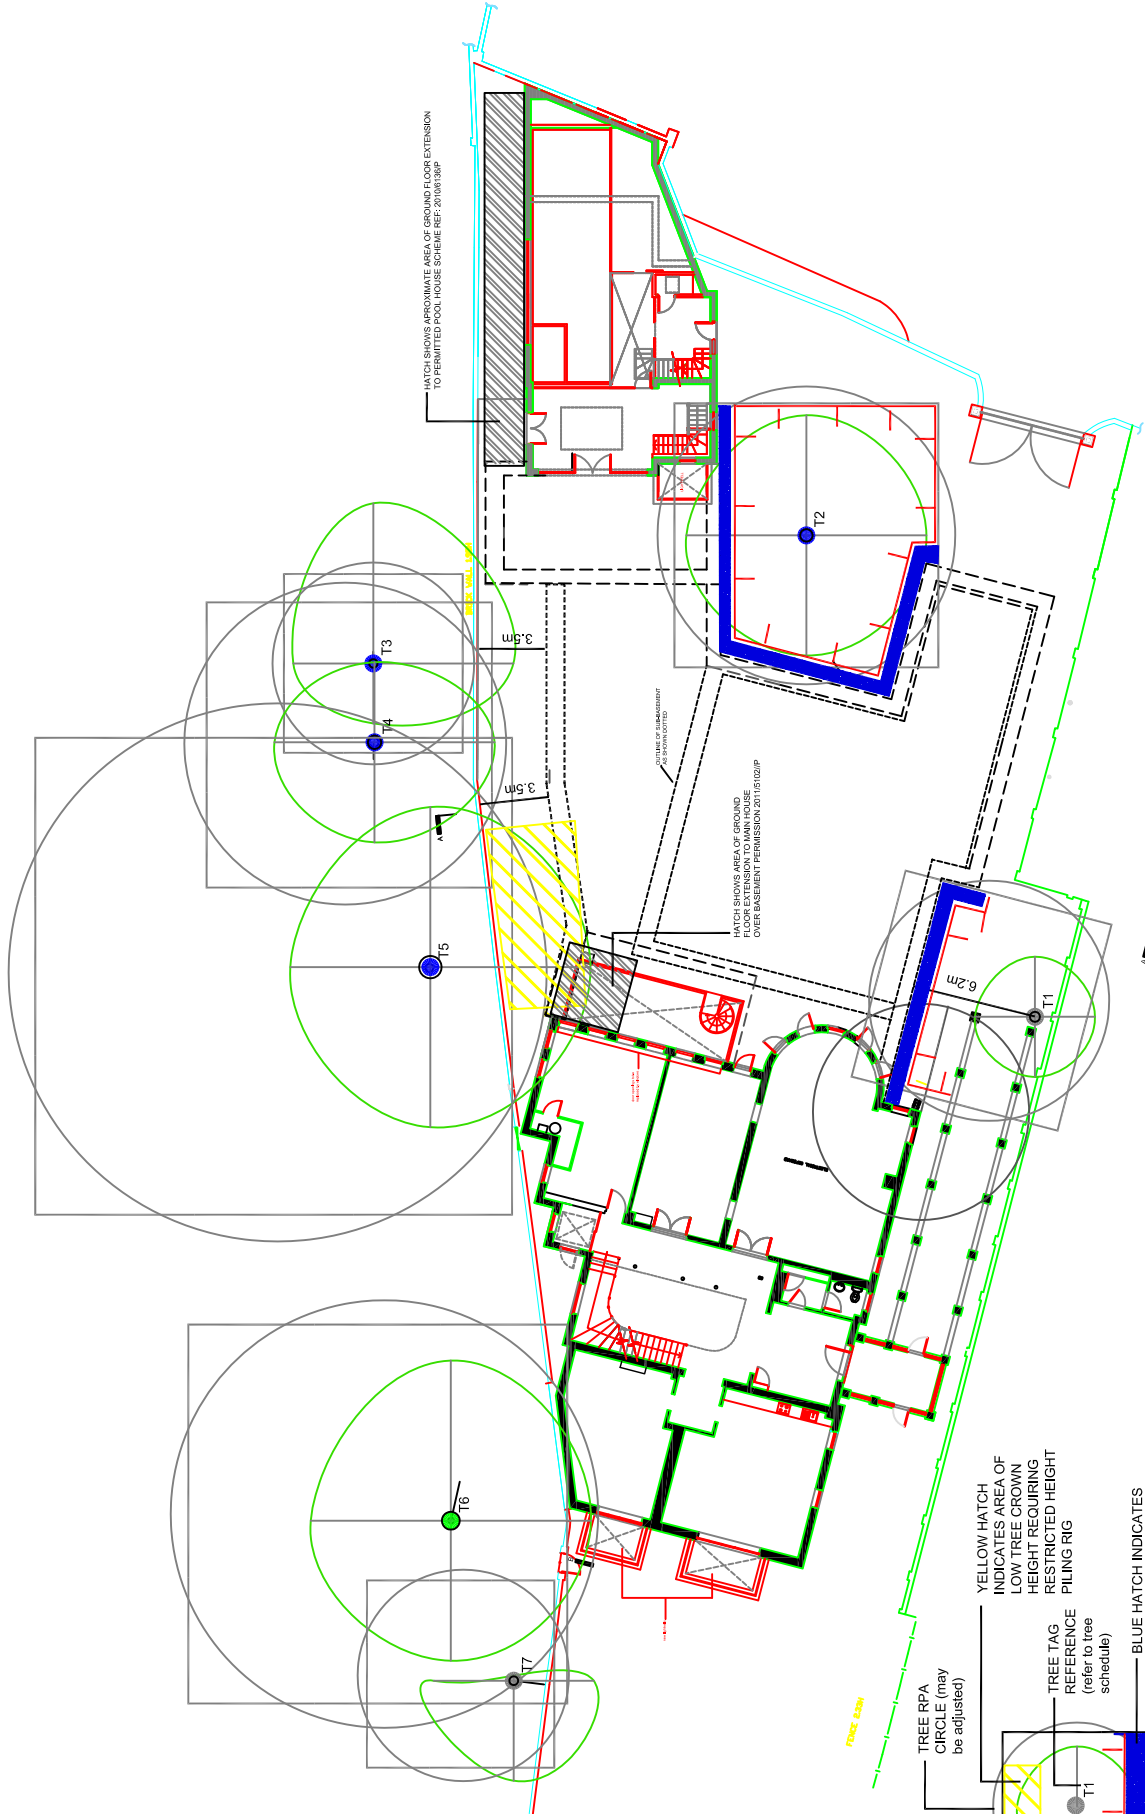 HATCH SHOWS APROXIMATE AREA OF GROUND FLOOR EXTENSION
TO PERMITTED POOL HOUSE SCHEME REF: 2010/6136/P
T2
T3
3.5m
T4
3.5m
OUTLINE OF SUB-BASEMENT
AS SHOWN DOTTED
HATCH SHOWS AREA OF GROUND
FLOOR EXTENSION TO MAIN HOUSE
OVER BASEMENT PERMISSION 2011/5102/IP
A
T5
6.2m
T1
A
T6
T7
YELLOW HATCH
INDICATES AREA OF
LOW TREE CROWN
HEIGHT REQUIRING
RESTRICTED HEIGHT
PILING RIG
TREE TAG
REFERENCE
(refer to tree
schedule)
TREE RPA
CIRCLE (may
be adjusted)
T1
BLUE HATCH INDICATES